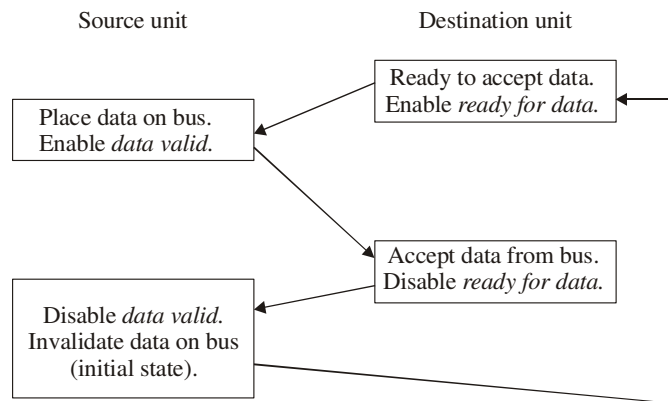 Source unit
Destination unit
Ready to accept data.
Enable ready for data.
Place data on bus.
Enable data valid.
Accept data from bus.
Disable ready for data.
Disable data valid.
Invalidate data on bus
(initial state).